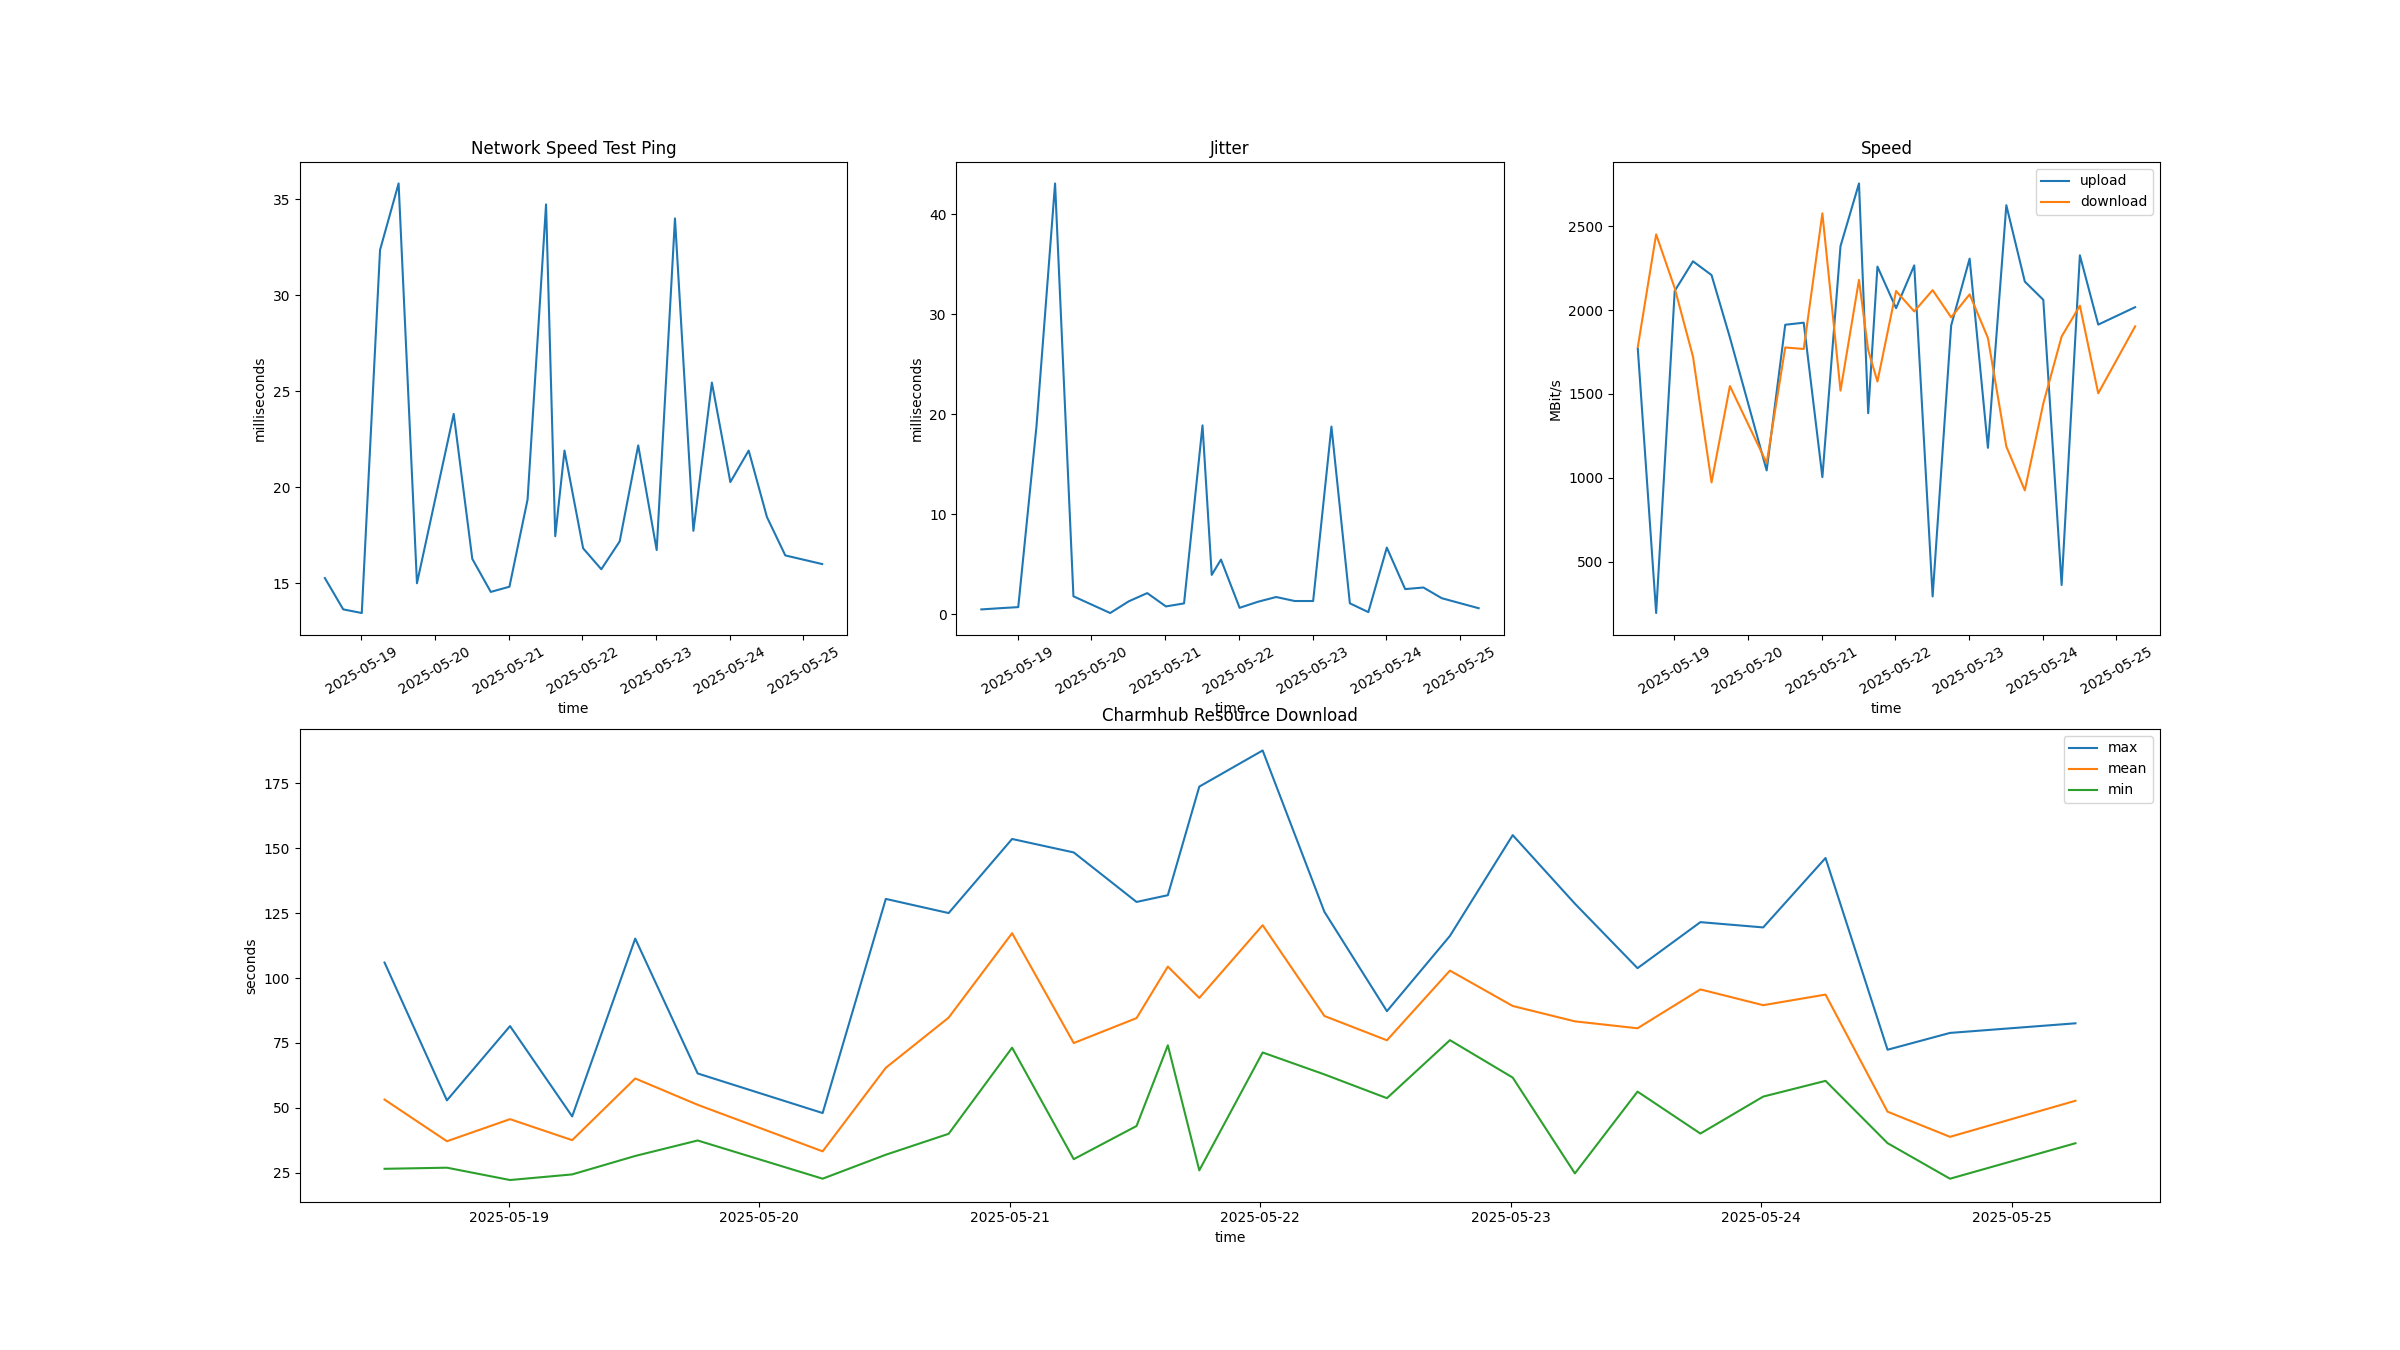 Network Speed Test Ping
35
30
25
20
15
milliseconds
2025-05-19
2025-05-20
2025-05-21
2025-05-22
2025-05-23
2025-05-24
2025-05-25
time
Jitter
40
30
20
10
0
milliseconds
2025-05-19
2025-05-20
2025-05-21
2025-05-22
2025-05-23
2025-05-24
2025-05-25
time
Speed
upload
download
2500
2000
1500
1000
500
MBit/s
2025-05-19
2025-05-20
2025-05-21
2025-05-22
2025-05-23
2025-05-24
2025-05-25
time
Charmhub Resource Download
max
mean
min
175
150
125
100
75
50
25
seconds
2025-05-19
2025-05-20
2025-05-21
2025-05-22
2025-05-23
2025-05-24
2025-05-25
time